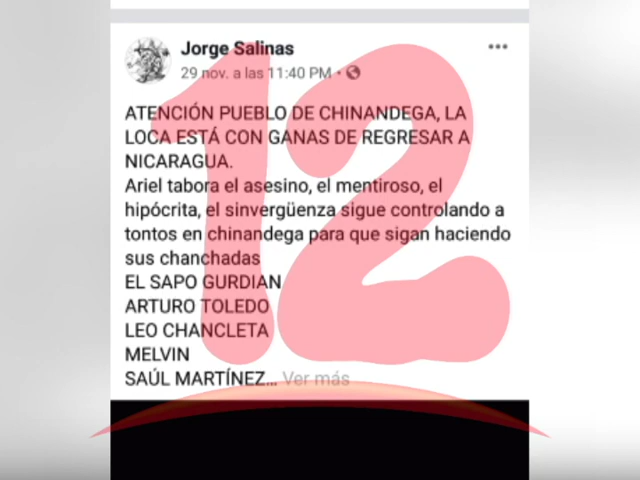 Jorge Salinas
29 nov. a las 11:40 PM
ATENCIÓN PUEBLO DE CHINANDEGA, LA
LOCA ESTÁ CON GANAS DE REGRESAR A
NICARAGUA.
Ariel tabora el asesino, el mentiroso, el
hipócrita, el sinvergüenza sigue controlando a
tontos en chinandega para que sigan haciendo
sus chanchadas
EL SAPO GURDIAN
ARTURO TOLEDO
LEO CHANCLETA
MELVIN
SAÚL MARTÍNEZ... Ver más
12